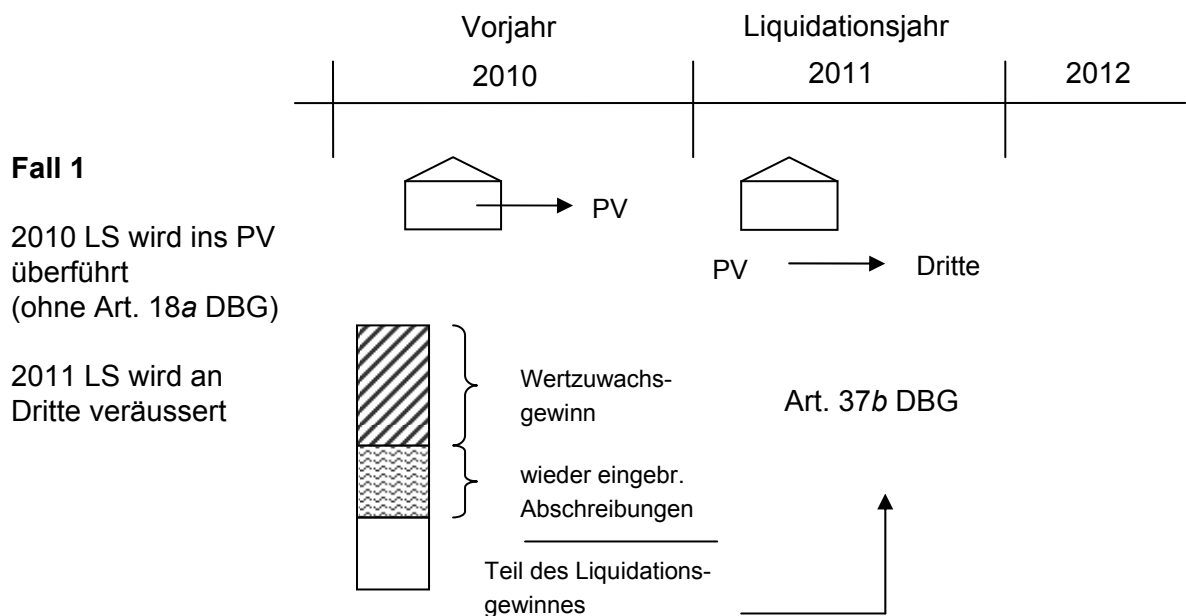 Vorjahr
Liquidationsjahr
2010
2011
2012
Fall 1
2010 LS wird ins PV
überführt
(ohne Art. 18a DBG)
2011 LS wird an
Dritte veräussert
PV
PV
Dritte
Wertzuwachs-
gewinn
wieder eingebr.
Abschreibungen
Teil des Liquidations-
gewinnes
Art. 37b DBG